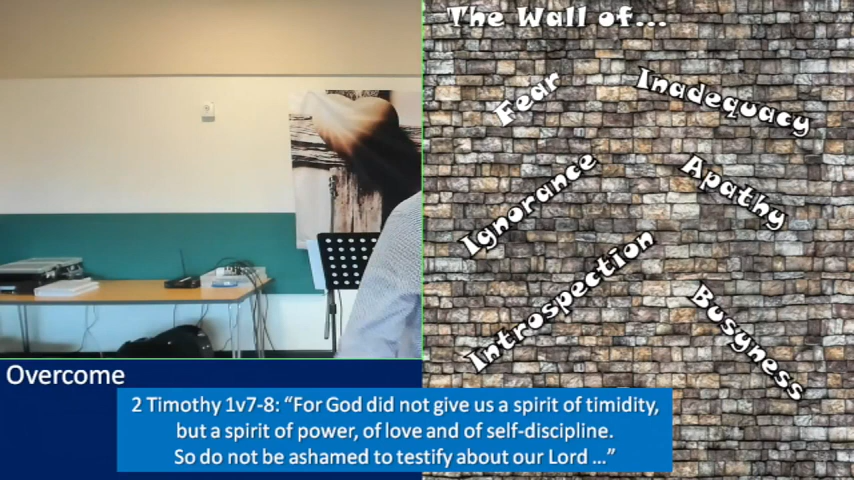 The Wall of...
Fear
Inadequacy
Ignorance
Apathy
Introspection
Busyness
Overcome
2 Timothy 1v7-8: “For God did not give us a spirit of timidity,
but a spirit of power, of love and of self-discipline.
So do not be ashamed to testify about our Lord ...”